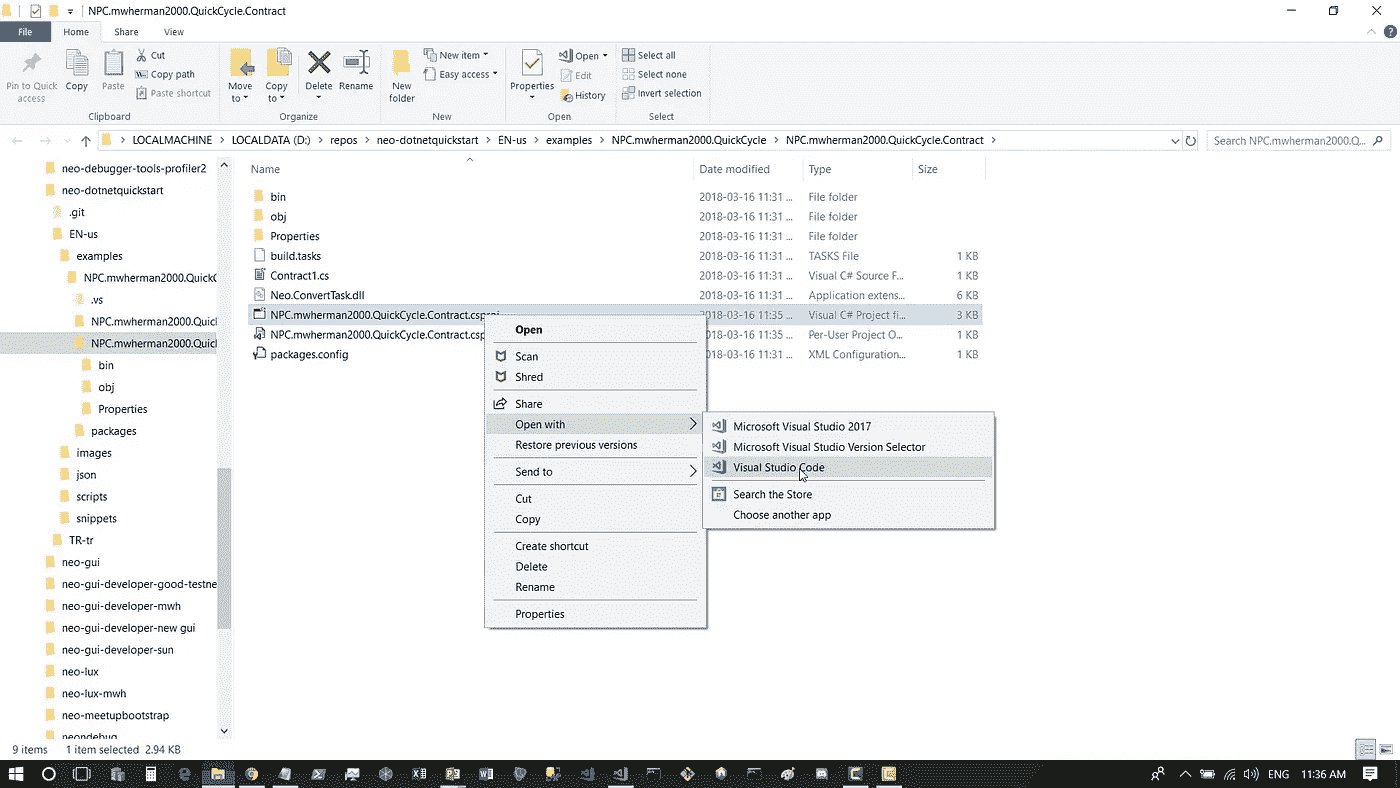 NPC.mwherman2000.QuickCycle.Contract
File Home Share View
Pin to Quick access
Copy
Paste
Cut
Copy path
Paste shortcut
Clipboard
Move to
Copy to
Delete
Rename
Organize
New folder
New item
Easy access
New
Properties
Open
Edit
History
Open
Select all
Select none
Invert selection
Select
LOCALMACHINE LOCALDATA (D:) repos neo-dotnetquickstart EN-us examples NPC.mwherman2000.QuickCycle NPC.mwherman2000.QuickCycle.Contract
Search NPC.mwherman2000.Q...
neo-debugger-tools-profiler2
neo-dotnetquickstart
.git
EN-us
examples
NPC.mwherman2000.QuickC
.vs
NPC.mwherman2000.Quicl
NPC.mwherman2000.Quicl
bin
obj
Properties
packages
images
json
scripts
snippets
TR-tr
neo-gui
neo-gui-developer-good-testne
neo-gui-developer-mwh
neo-gui-developer-new gui
neo-gui-developer-sun
neo-lux
neo-lux-mwh
neo-meetupbootstrap
neondebug
Name Date modified Type Size
bin 2018-03-16 11:31 ... File folder
obj 2018-03-16 11:31 ... File folder
Properties 2018-03-16 11:31 ... File folder
build.tasks 2018-03-16 11:31 ... TASKS File 1 KB
Contract1.cs 2018-03-16 11:31 ... Visual C# Source F... 1 KB
Neo.ConvertTask.dll 2018-03-16 11:31 ... Application extens... 6 KB
NPC.mwherman2000.QuickCycle.Contract.csproj 2018-03-16 11:35 ... Visual C# Project fi... 3 KB
NPC.mwherman2000.QuickCycle.Contract.csp 2018-03-16 11:35 ... Per-User Project O... 1 KB
packages.config 2018-03-16 11:31 ... XML Configuration... 1 KB
Open
Scan
Shred
Share
Open with
Restore previous versions
Send to
Cut
Copy
Create shortcut
Delete
Rename
Properties
Microsoft Visual Studio 2017
Microsoft Visual Studio Version Selector
Visual Studio Code
Search the Store
Choose another app
9 items 1 item selected 2.94 KB
ENG 11:36 AM